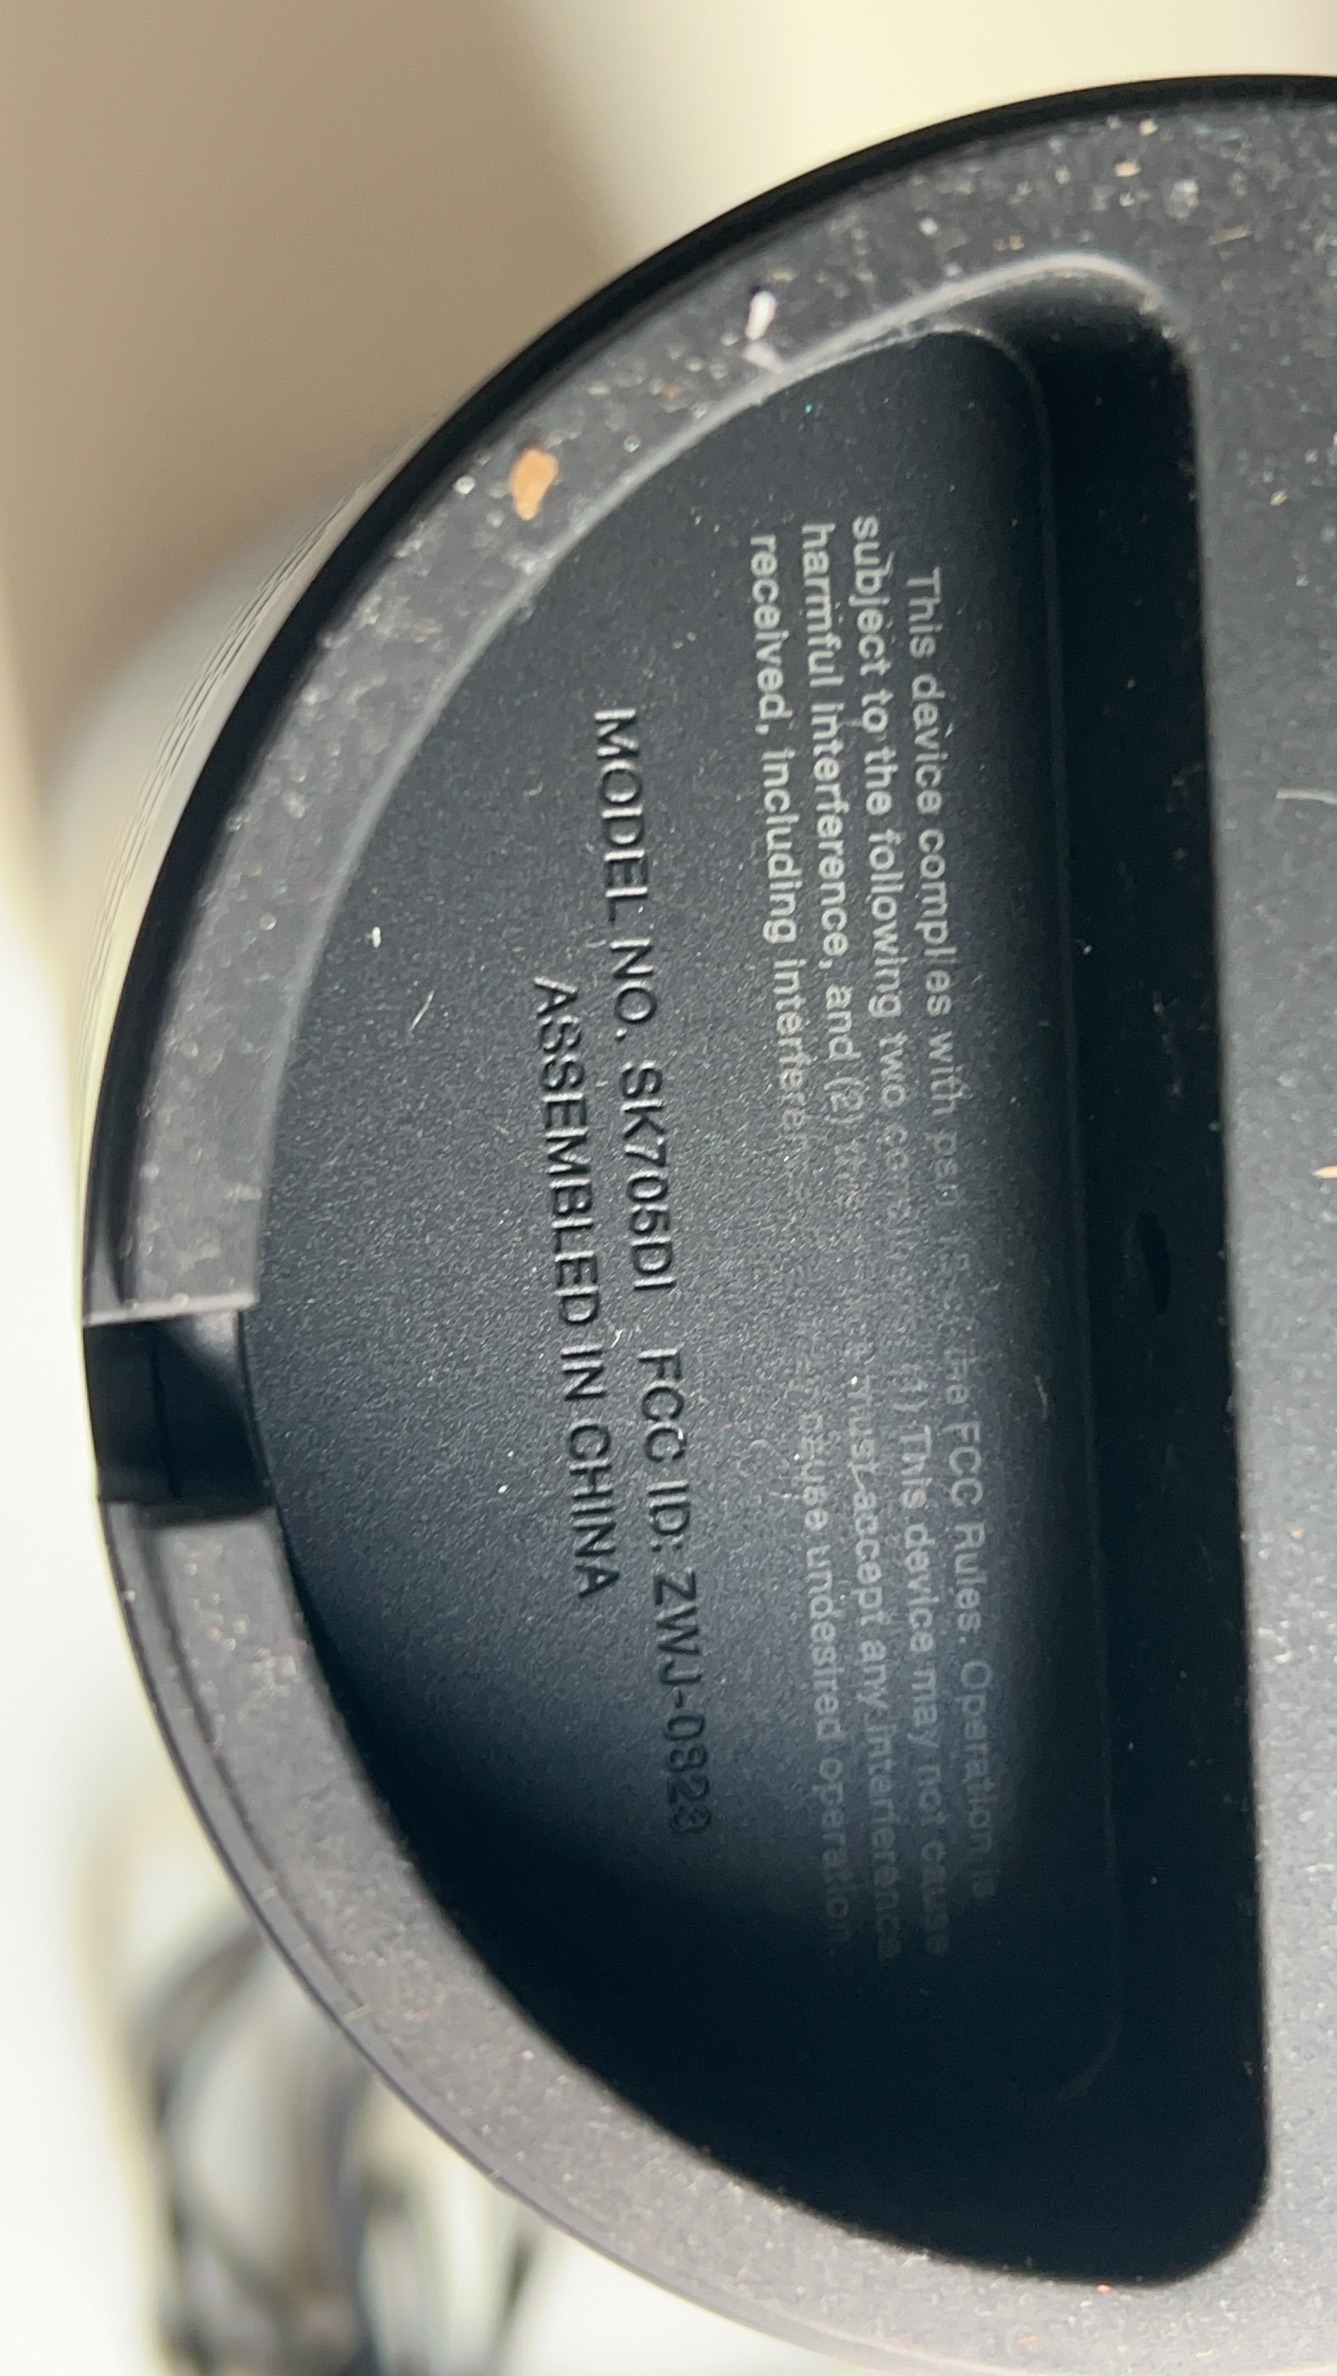 This device complies with part 15 of the FCC Rules. Operation is
subject to the following two conditions: (1) This device may not cause
harmful interference, and (2) this device must accept any interference
received, including interference that may cause undesired operation.
MODEL NO. SK705DI FCC ID: ZWJ-0823
ASSEMBLED IN CHINA